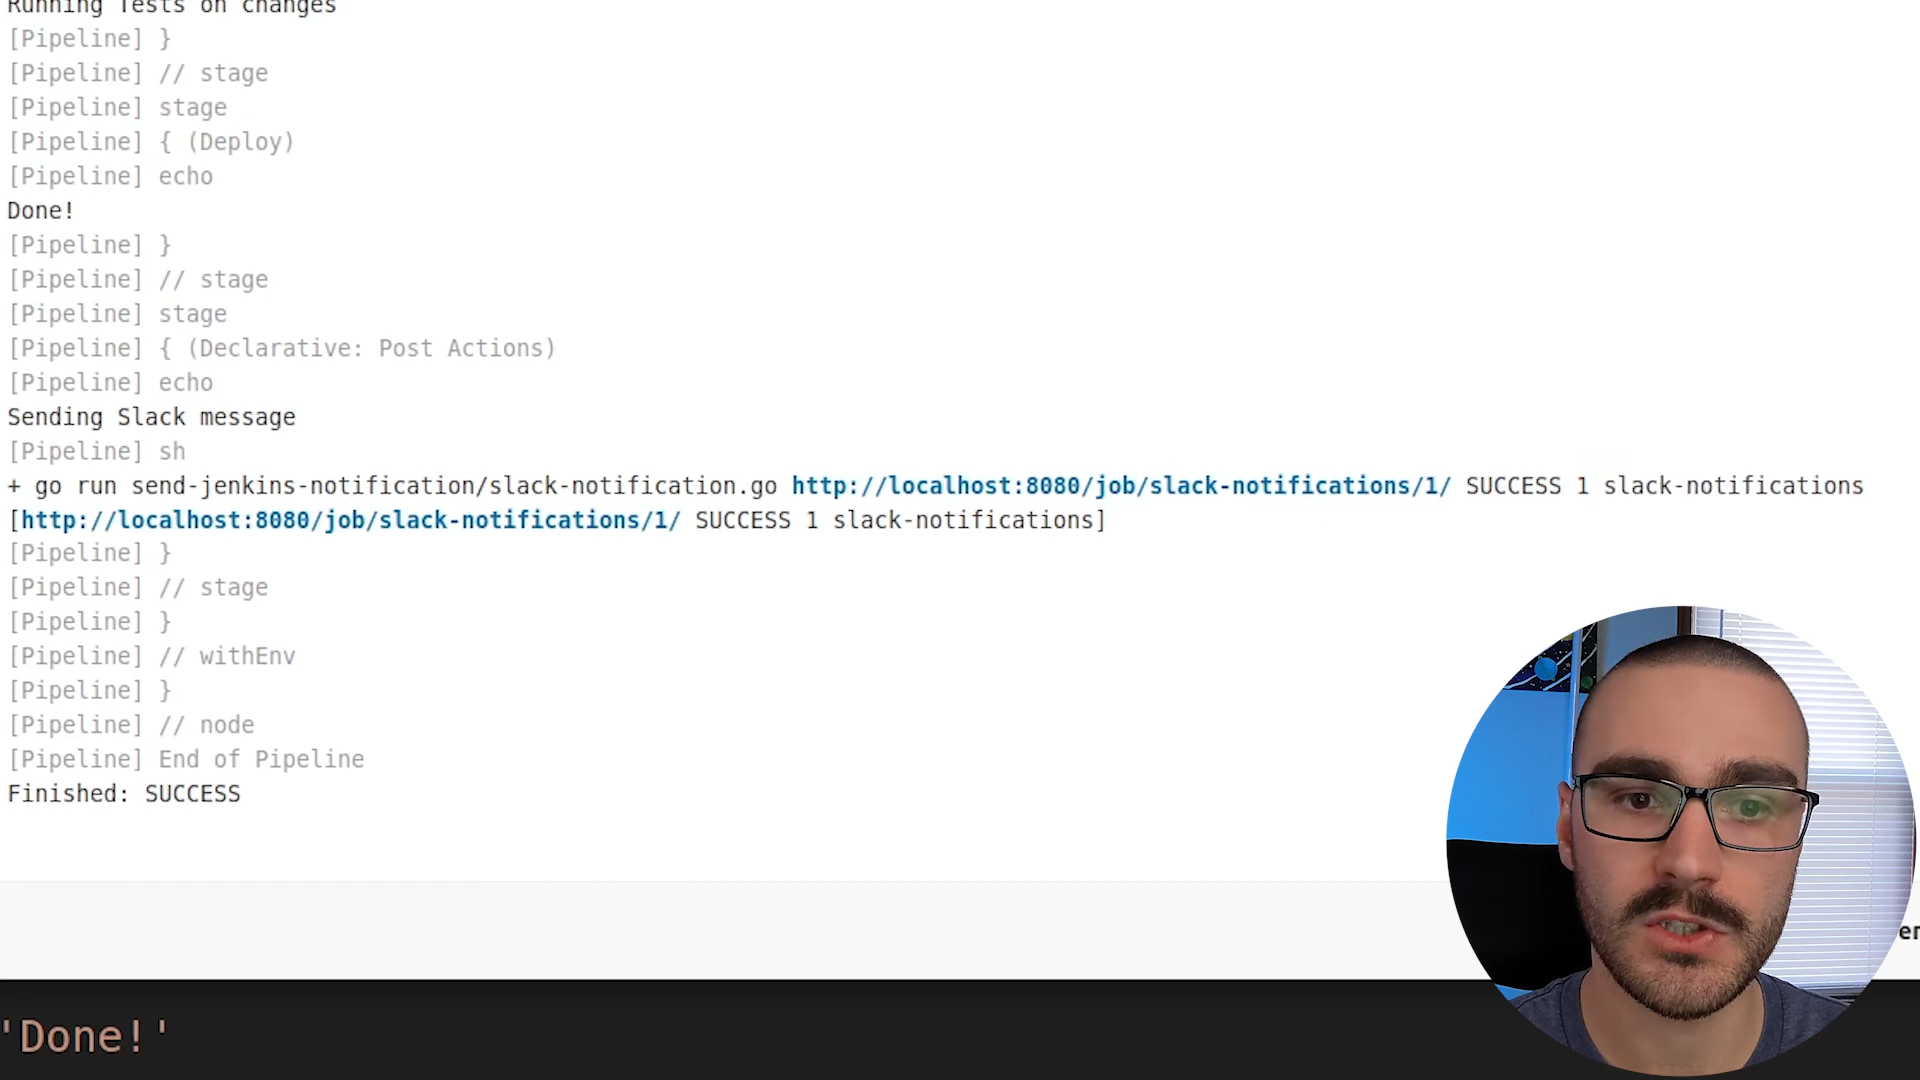 Running Tests on changes
[Pipeline] }
[Pipeline] // stage
[Pipeline] stage
[Pipeline] { (Deploy)
[Pipeline] echo
Done!
[Pipeline] }
[Pipeline] // stage
[Pipeline] stage
[Pipeline] { (Declarative: Post Actions)
[Pipeline] echo
Sending Slack message
[Pipeline] sh
+ go run send-jenkins-notification/slack-notification.go http://localhost:8080/job/slack-notifications/1/ SUCCESS 1 slack-notifications
[http://localhost:8080/job/slack-notifications/1/ SUCCESS 1 slack-notifications]
[Pipeline] }
[Pipeline] // stage
[Pipeline] }
[Pipeline] // withEnv
[Pipeline] }
[Pipeline] // node
[Pipeline] End of Pipeline
Finished: SUCCESS
'Done!'